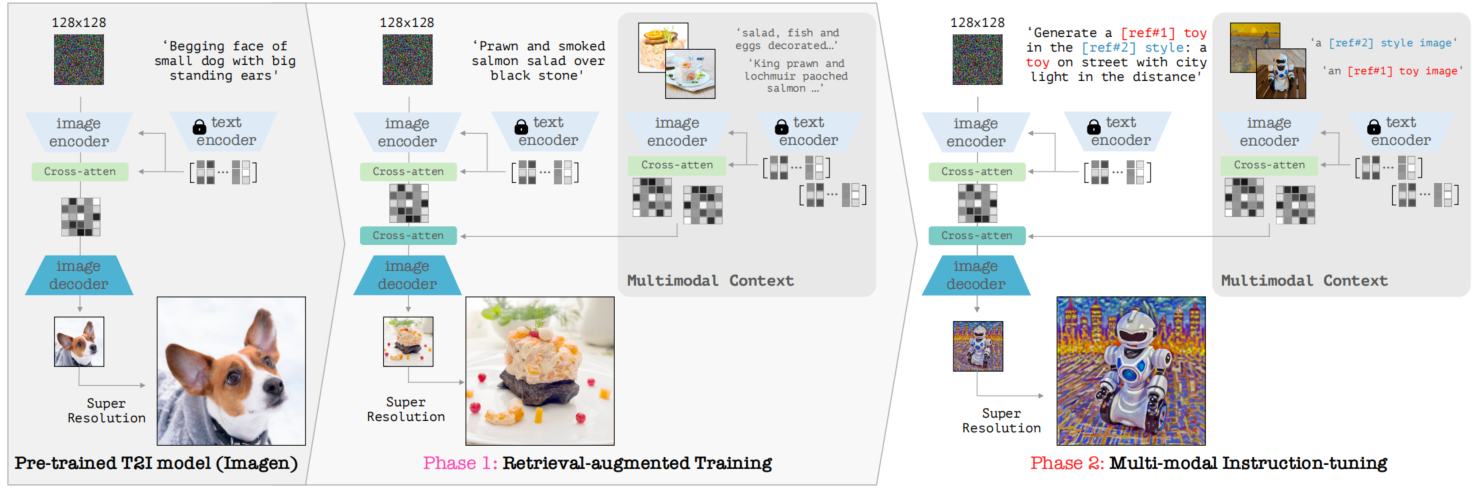 128x128
‘Begging face of
small dog with big
standing ears’
image
encoder
text
encoder
Cross-atten
image
decoder
Super
Resolution
Pre-trained T2I model (Imagen)
128x128
‘Prawn and smoked
salmon salad over
black stone’
image
encoder
text
encoder
Cross-atten
Cross-atten
image
decoder
Super
Resolution
‘salad, fish and
eggs decorated…’
‘King prawn and
lochmuir paoched
salmon …’
image
encoder
text
encoder
Cross-atten
Multimodal Context
Phase 1: Retrieval-augmented Training
128x128
‘Generate a [ref#1] toy
in the [ref#2] style: a
toy on street with city
light in the distance’
image
encoder
text
encoder
Cross-atten
Cross-atten
image
decoder
Super
Resolution
‘a [ref#2] style image‘
‘an [ref#1] toy image‘
image
encoder
text
encoder
Cross-atten
Multimodal Context
Phase 2: Multi-modal Instruction-tuning